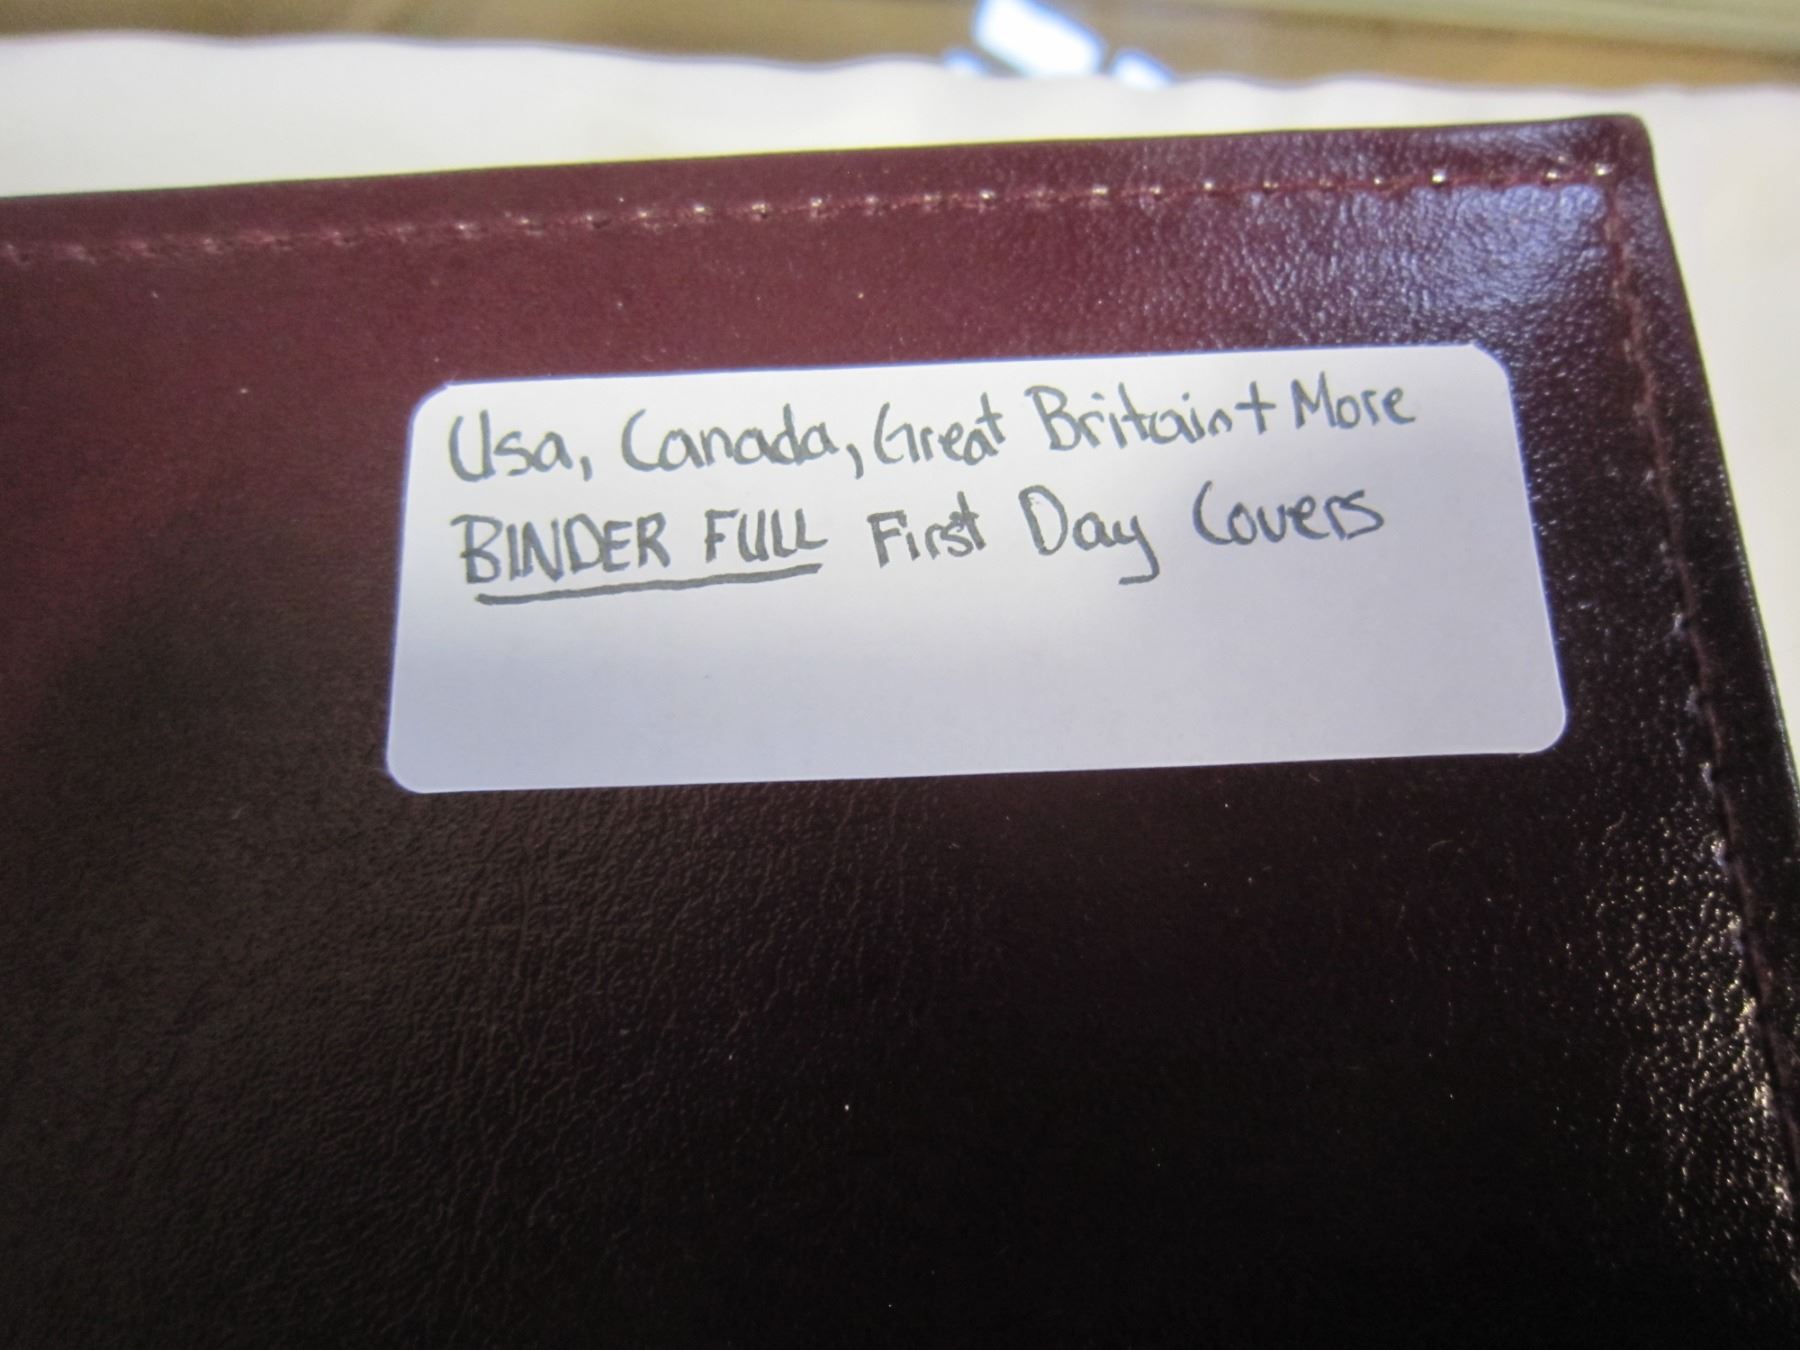 Usa, Canada, Great Britain + More
BINDER FULL First Day Covers